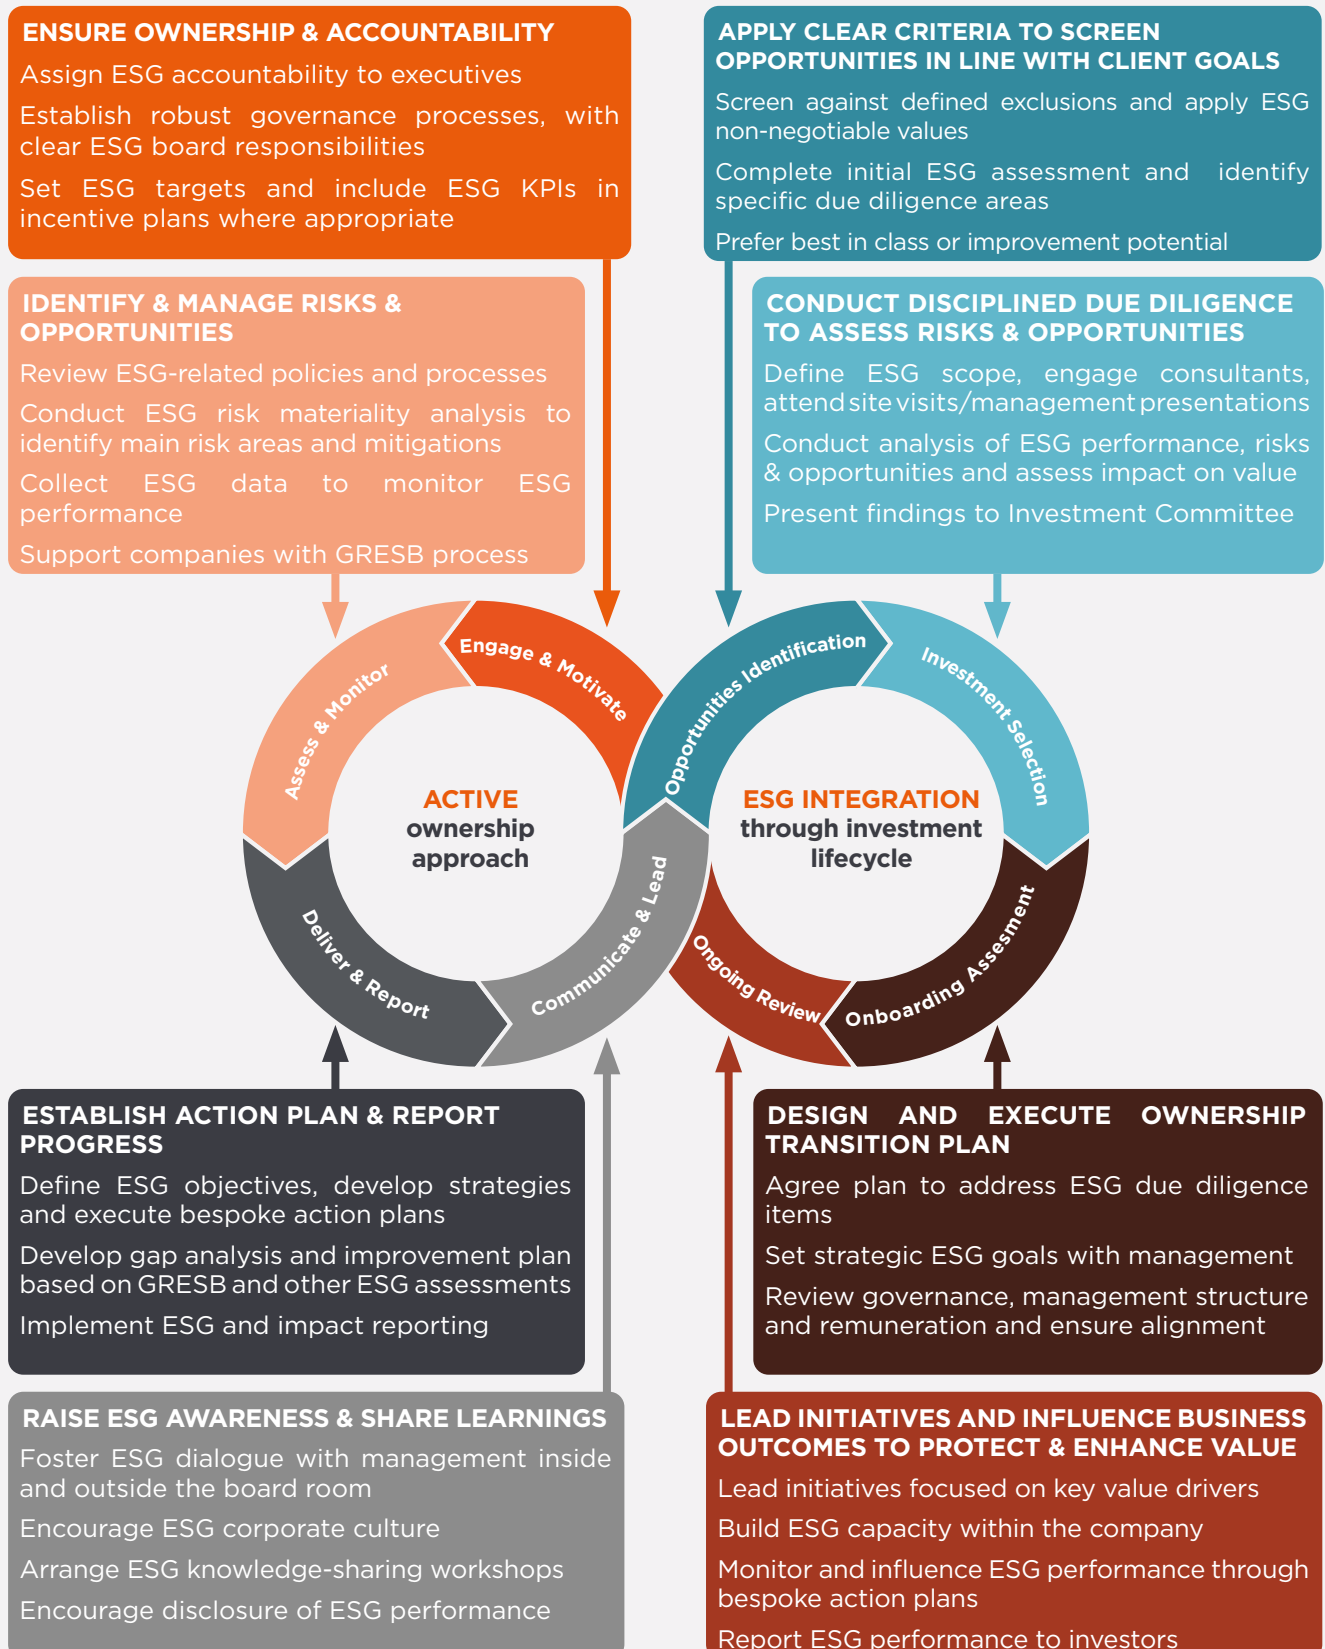 ENSURE OWNERSHIP & ACCOUNTABILITY
Assign ESG accountability to executives
Establish robust governance processes, with
clear ESG board responsibilities
Set ESG targets and include ESG KPIs in
incentive plans where appropriate
APPLY CLEAR CRITERIA TO SCREEN
OPPORTUNITIES IN LINE WITH CLIENT GOALS
Screen against defined exclusions and apply ESG
non-negotiable values
Complete initial ESG assessment and identify
specific due diligence areas
Prefer best in class or improvement potential
IDENTIFY & MANAGE RISKS &
OPPORTUNITIES
Review ESG-related policies and processes
Conduct ESG risk materiality analysis to
identify main risk areas and mitigations
Collect ESG data to monitor ESG
performance
Support companies with GRESB process
CONDUCT DISCIPLINED DUE DILIGENCE
TO ASSESS RISKS & OPPORTUNITIES
Define ESG scope, engage consultants,
attend site visits/management presentations
Conduct analysis of ESG performance, risks
& opportunities and assess impact on value
Present findings to Investment Committee
Assess & Monitor
Engage & Motivate
Opportunities Identification
Investment Selection
ACTIVE
ownership
approach
ESG INTEGRATION
through investment
lifecycle
Deliver & Report
Communicate & Lead
Ongoing Review
Onboarding Assesment
ESTABLISH ACTION PLAN & REPORT
PROGRESS
Define ESG objectives, develop strategies
and execute bespoke action plans
Develop gap analysis and improvement plan
based on GRESB and other ESG assessments
Implement ESG and impact reporting
DESIGN AND EXECUTE OWNERSHIP
TRANSITION PLAN
Agree plan to address ESG due diligence
items
Set strategic ESG goals with management
Review governance, management structure
and remuneration and ensure alignment
RAISE ESG AWARENESS & SHARE LEARNINGS
Foster ESG dialogue with management inside
and outside the board room
Encourage ESG corporate culture
Arrange ESG knowledge-sharing workshops
Encourage disclosure of ESG performance
LEAD INITIATIVES AND INFLUENCE BUSINESS
OUTCOMES TO PROTECT & ENHANCE VALUE
Lead initiatives focused on key value drivers
Build ESG capacity within the company
Monitor and influence ESG performance through
bespoke action plans
Report ESG performance to investors